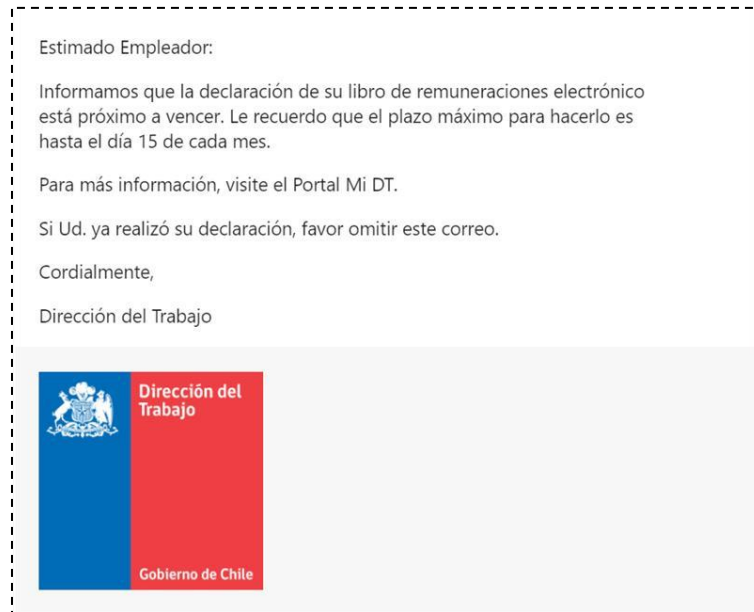 Estimado Empleador:
Informamos que la declaración de su libro de remuneraciones electrónico
está próximo a vencer. Le recuerdo que el plazo máximo para hacerlo es
hasta el día 15 de cada mes.
Para más información, visite el Portal Mi DT.
Si Ud. ya realizó su declaración, favor omitir este correo.
Cordialmente,
Dirección del Trabajo
Dirección del
Trabajo
Gobierno de Chile